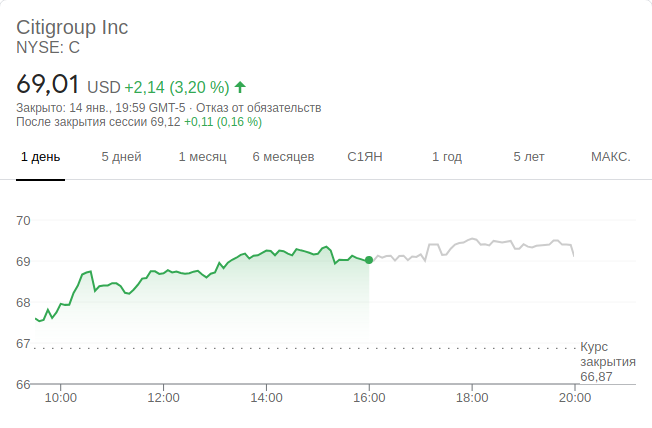 Citigroup Inc
NYSE: C
69,01 USD +2,14 (3,20 %)
Закрыто: 14 янв., 19:59 GMT-5 · Отказ от обязательств
После закрытия сессии 69,12 +0,11 (0,16 %)
1 день 5 дней 1 месяц 6 месяцев С1ЯН 1 год 5 лет МАКС.
70
69
68
67
66
Курс
закрытия
66,87
10:00 12:00 14:00 16:00 18:00 20:00